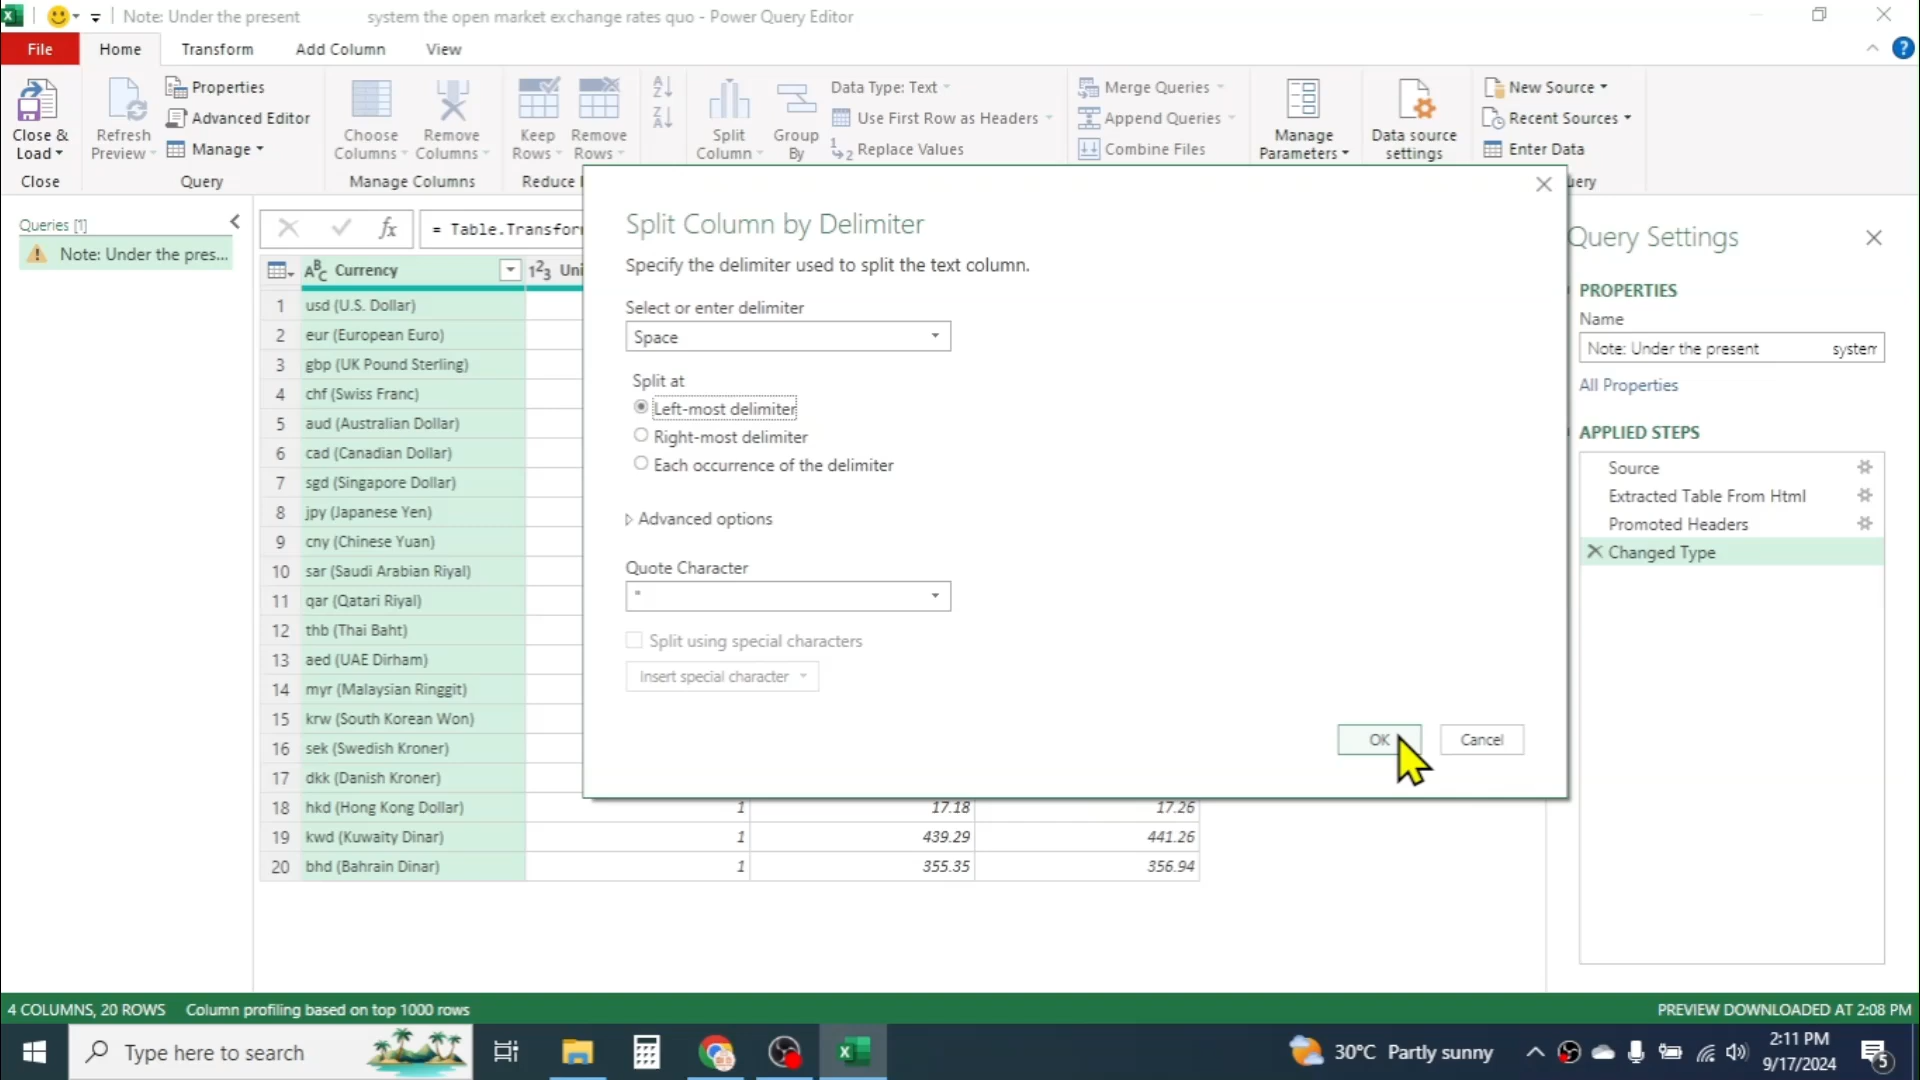 Note: Under the present system the open market exchange rates quo - Power Query Editor
File Home Transform Add Column View
Close & Load
Close
Refresh Preview
Properties
Advanced Editor
Manage
Query
Choose Columns
Remove Columns
Manage Columns
Keep Rows
Remove Rows
Reduce
A Z
Z A
Split Column
Group By
Data Type: Text
Use First Row as Headers
1 2 Replace Values
Merge Queries
Append Queries
Combine Files
Manage Parameters
Data source settings
New Source
Recent Sources
Enter Data
uery
Queries [1]
Note: Under the pres...
fx
= Table.Transfor
ABC Currency
123 Uni
1 usd (U.S. Dollar)
2 eur (European Euro)
3 gbp (UK Pound Sterling)
4 chf (Swiss Franc)
5 aud (Australian Dollar)
6 cad (Canadian Dollar)
7 sgd (Singapore Dollar)
8 jpy (Japanese Yen)
9 cny (Chinese Yuan)
10 sar (Saudi Arabian Riyal)
11 qar (Qatari Riyal)
12 thb (Thai Baht)
13 aed (UAE Dirham)
14 myr (Malaysian Ringgit)
15 krw (South Korean Won)
16 sek (Swedish Kroner)
17 dkk (Danish Kroner)
18 hkd (Hong Kong Dollar) 1 17.18 17.26
19 kwd (Kuwaity Dinar) 1 439.29 441.26
20 bhd (Bahrain Dinar) 1 355.35 356.94
Split Column by Delimiter
Specify the delimiter used to split the text column.
Select or enter delimiter
Space
Split at
Left-most delimiter
Right-most delimiter
Each occurrence of the delimiter
Advanced options
Quote Character
"
Split using special characters
Insert special character
OK Cancel
Query Settings
PROPERTIES
Name
Note: Under the present system
All Properties
APPLIED STEPS
Source
Extracted Table From Html
Promoted Headers
Changed Type
4 COLUMNS, 20 ROWS Column profiling based on top 1000 rows
PREVIEW DOWNLOADED AT 2:08 PM
Type here to search
30°C Partly sunny
2:11 PM
9/17/2024
5